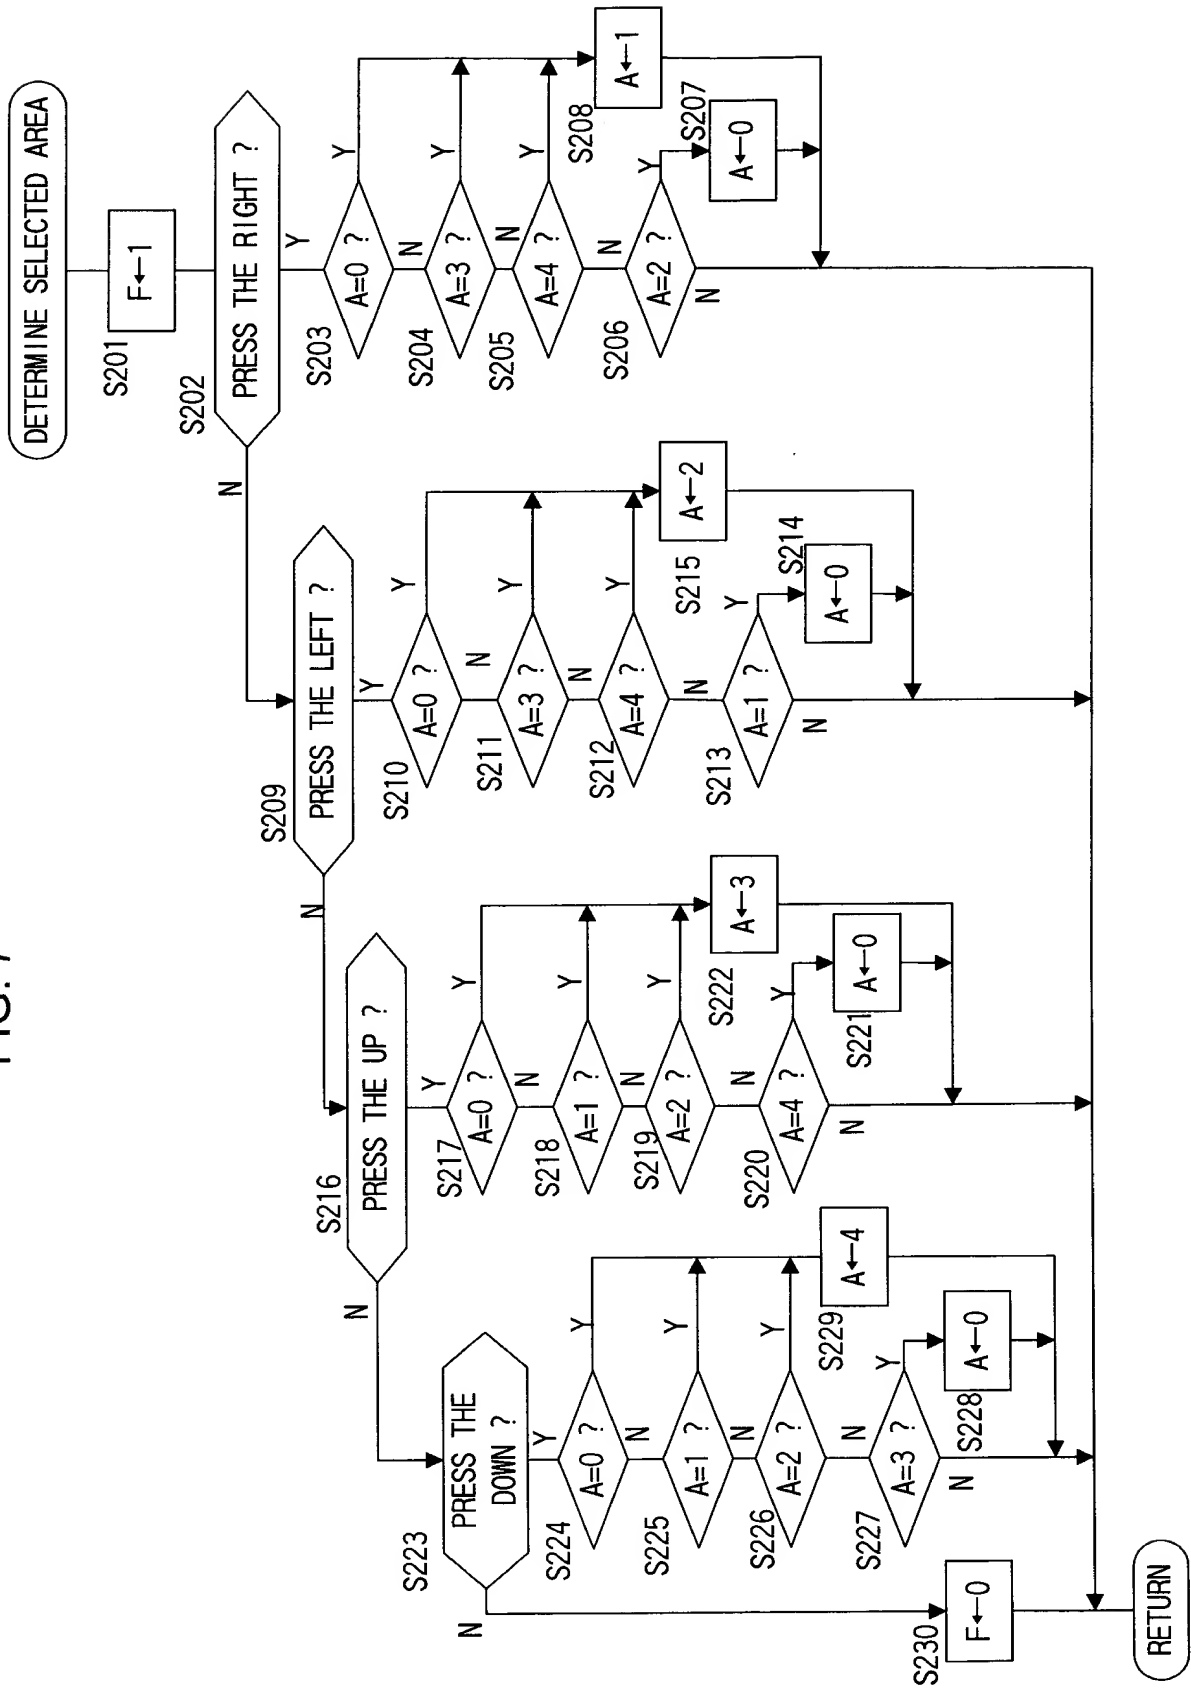 DETERMINE SELECTED AREA
S201
F←1
S202
PRESS THE RIGHT ?
Y
N
S203
A=0 ?
Y
N
S204
A=3 ?
Y
N
S205
A=4 ?
Y
N
S206
A=2 ?
Y
N
S208
A←1
S207
A←0
S209
PRESS THE LEFT ?
Y
N
S210
A=0 ?
Y
N
S211
A=3 ?
Y
N
S212
A=4 ?
Y
N
S213
A=1 ?
Y
N
S215
A←2
S214
A←0
S216
PRESS THE UP ?
Y
N
S217
A=0 ?
Y
N
S218
A=1 ?
Y
N
S219
A=2 ?
Y
N
S220
A=4 ?
Y
N
S222
A←3
S221
A←0
S223
PRESS THE
DOWN ?
Y
N
S224
A=0 ?
Y
N
S225
A=1 ?
Y
N
S226
A=2 ?
Y
N
S227
A=3 ?
Y
N
S229
A←4
S228
A←0
S230
F←0
RETURN